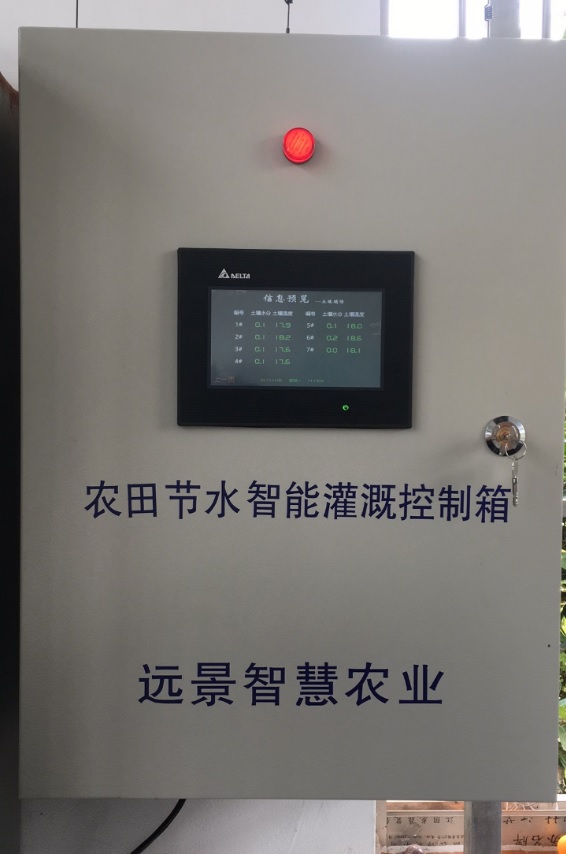 DELTA
信息预览
编号 土壤水分 土壤温度 编号 土壤水分 土壤温度
1# 0.1 17.9 5# 0.1 18.0
2# 0.1 18.2 6# 0.2 18.6
3# 0.1 17.6 7# 0.0 18.1
4# 0.1 17.6
农田节水智能灌溉控制箱
远景智慧农业